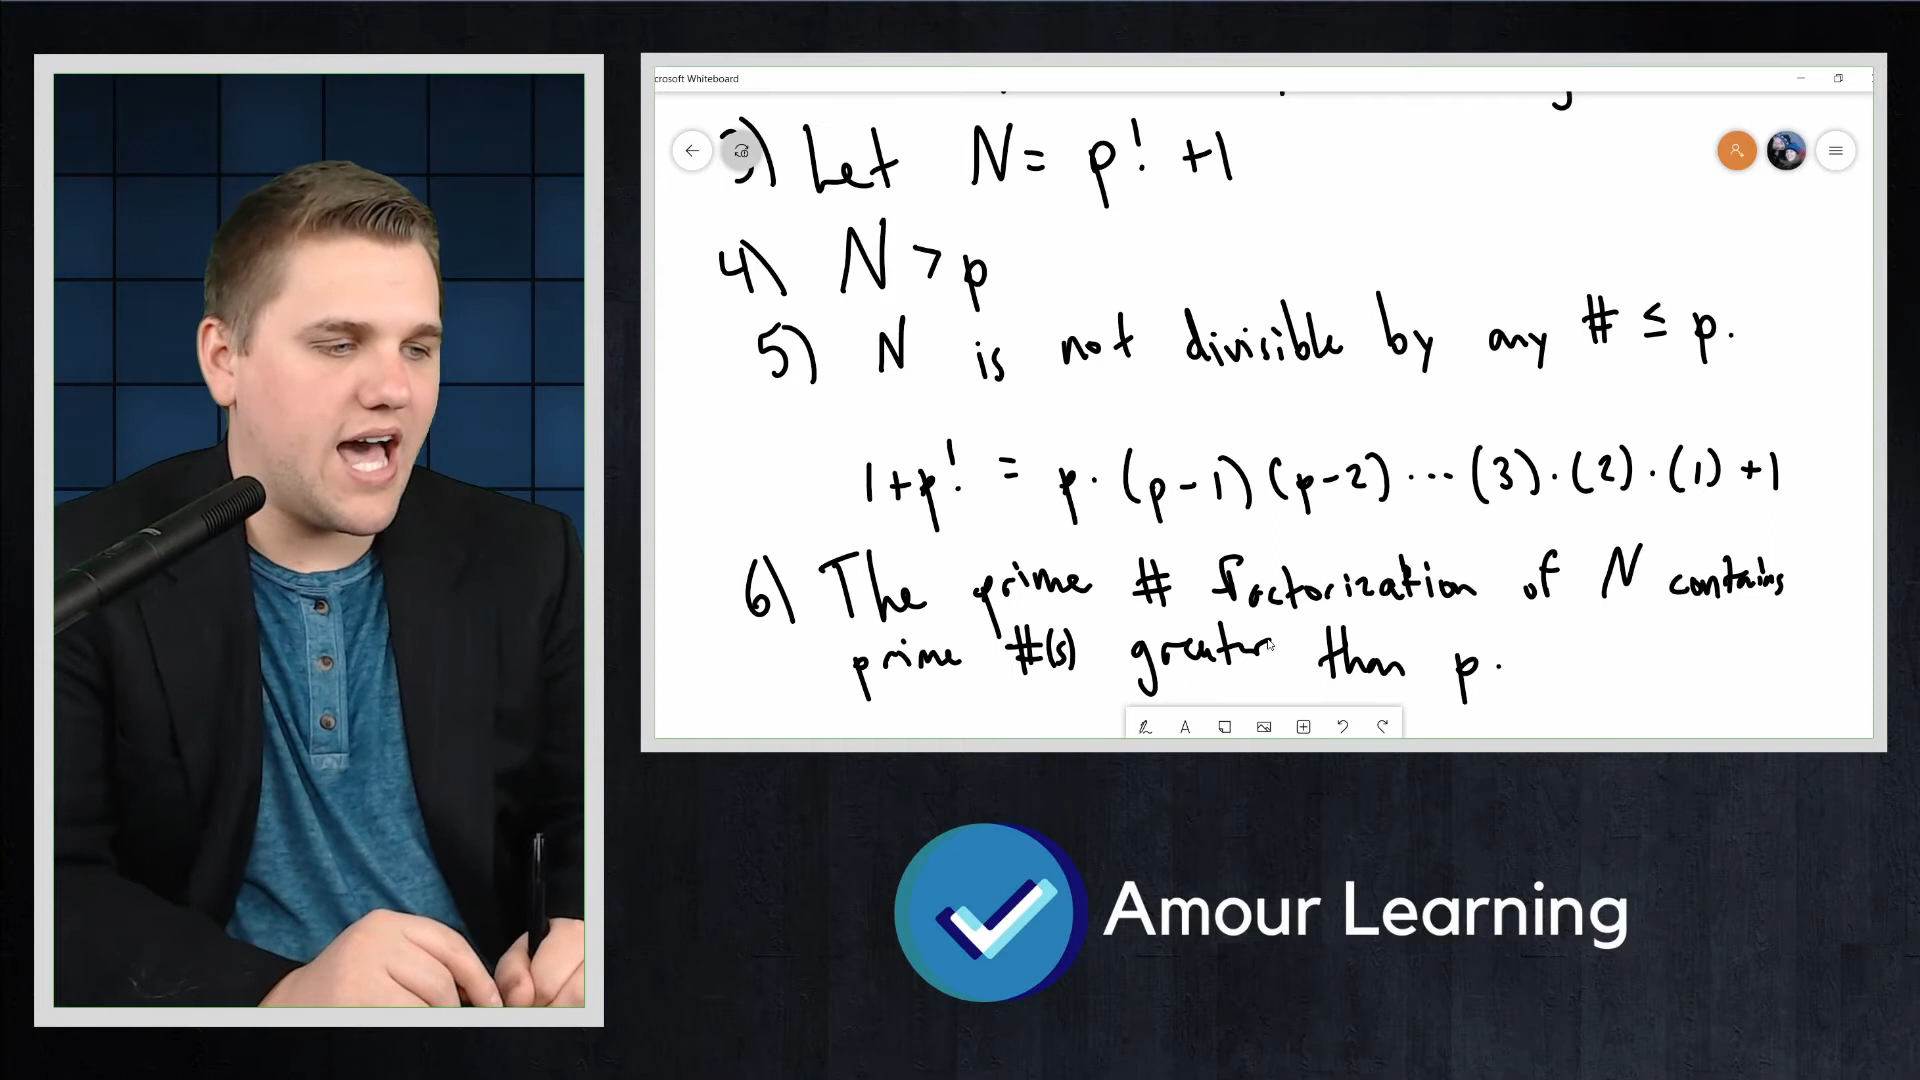 crosoft Whiteboard
3) Let N = p! +1
4) N > p
5) N is not divisible by any # ≤ p.
1+p! = p·(p-1)(p-2)···(3)·(2)·(1)+1
6) The prime # factorization of N contains
prime #(s) greater than p.
Amour Learning